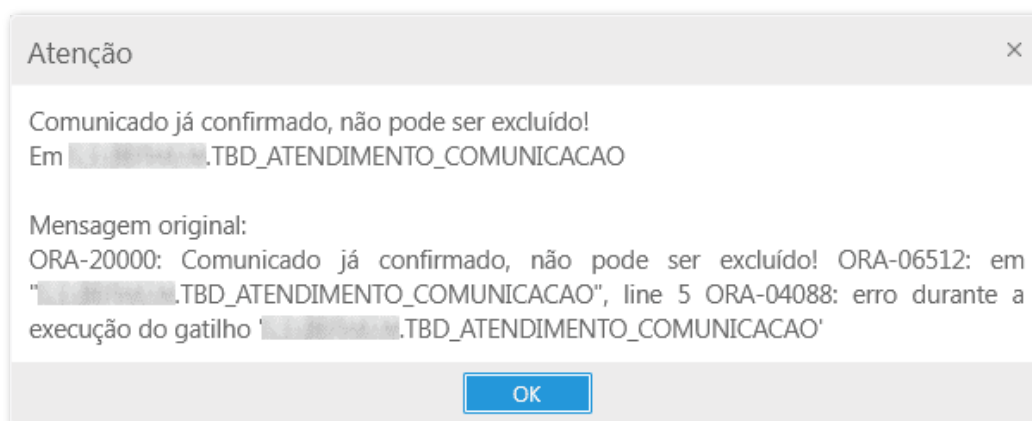 Atenção
Comunicado já confirmado, não pode ser excluído!
Em .TBD_ATENDIMENTO_COMUNICACAO
Mensagem original:
ORA-20000: Comunicado já confirmado, não pode ser excluído! ORA-06512: em
" .TBD_ATENDIMENTO_COMUNICACAO", line 5 ORA-04088: erro durante a
execução do gatilho ' .TBD_ATENDIMENTO_COMUNICACAO'
OK